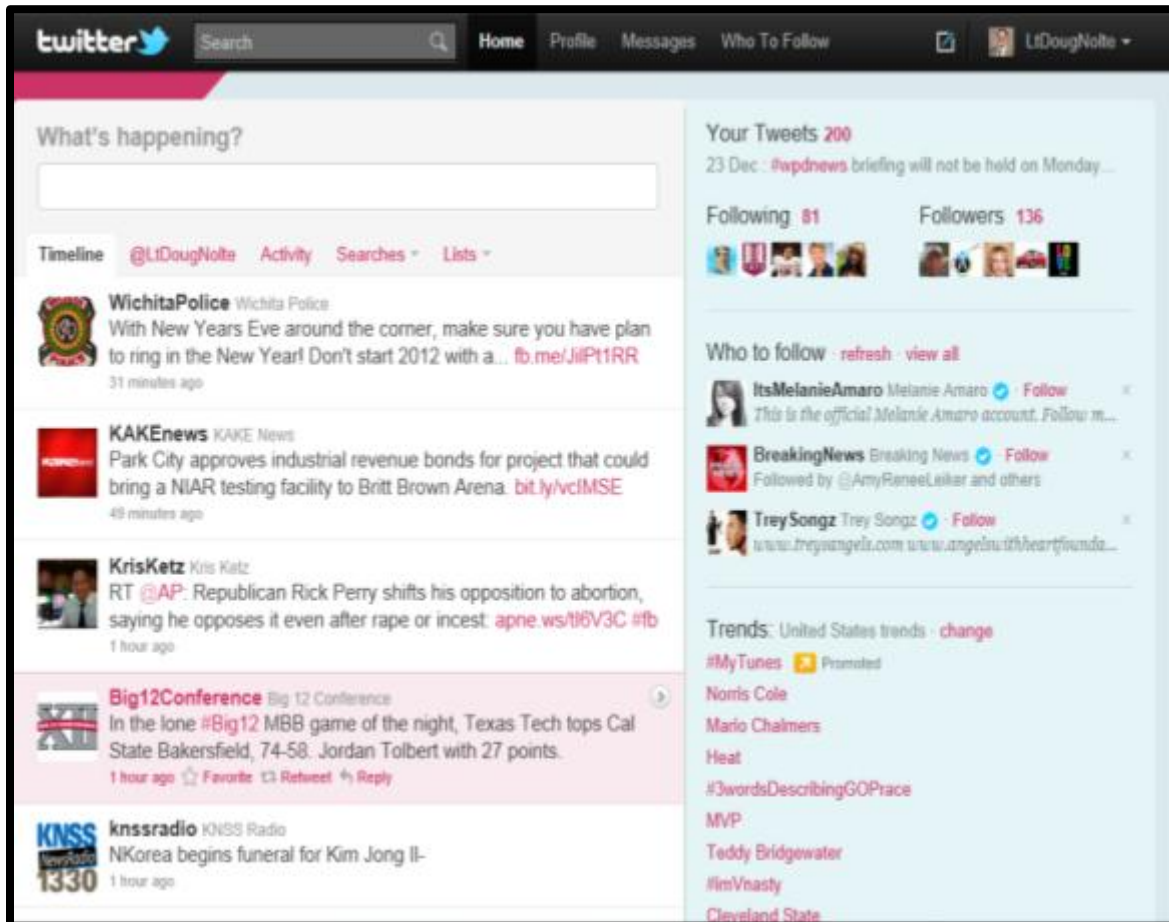 twitter Search Home Profile Messages Who To Follow LtDougNolte
What's happening?
Timeline @LtDougNolte Activity Searches Lists
WichitaPolice Wichita Police
With New Years Eve around the corner, make sure you have plan
to ring in the New Year! Don't start 2012 with a... fb.me/JilPt1RR
31 minutes ago
KAKEnews KAKE News
Park City approves industrial revenue bonds for project that could
bring a NIAR testing facility to Britt Brown Arena. bit.ly/vcIMSE
49 minutes ago
KrisKetz Kris Ketz
RT @AP: Republican Rick Perry shifts his opposition to abortion,
saying he opposes it even after rape or incest: apne.ws/tI6V3C #fb
1 hour ago
Big12Conference Big 12 Conference
In the lone #Big12 MBB game of the night, Texas Tech tops Cal
State Bakersfield, 74-58. Jordan Tolbert with 27 points.
1 hour ago Favorite Retweet Reply
KNSS
NewsRadio
1330
knssradio KNSS Radio
NKorea begins funeral for Kim Jong Il-
1 hour ago
Your Tweets 200
23 Dec : #wpdnews briefing will not be held on Monday...
Following 81 Followers 136
Who to follow · refresh · view all
ItsMelanieAmaro Melanie Amaro · Follow
This is the official Melanie Amaro account. Follow m...
BreakingNews Breaking News · Follow
Followed by @AmyReneeLeiker and others
TreySongz Trey Songz · Follow
www.treysangels.com www.angelswithheartfounda...
Trends: United States trends · change
#MyTunes Promoted
Norris Cole
Mario Chalmers
Heat
#3wordsDescribingGOPrace
MVP
Teddy Bridgewater
#ImVnasty
Cleveland State